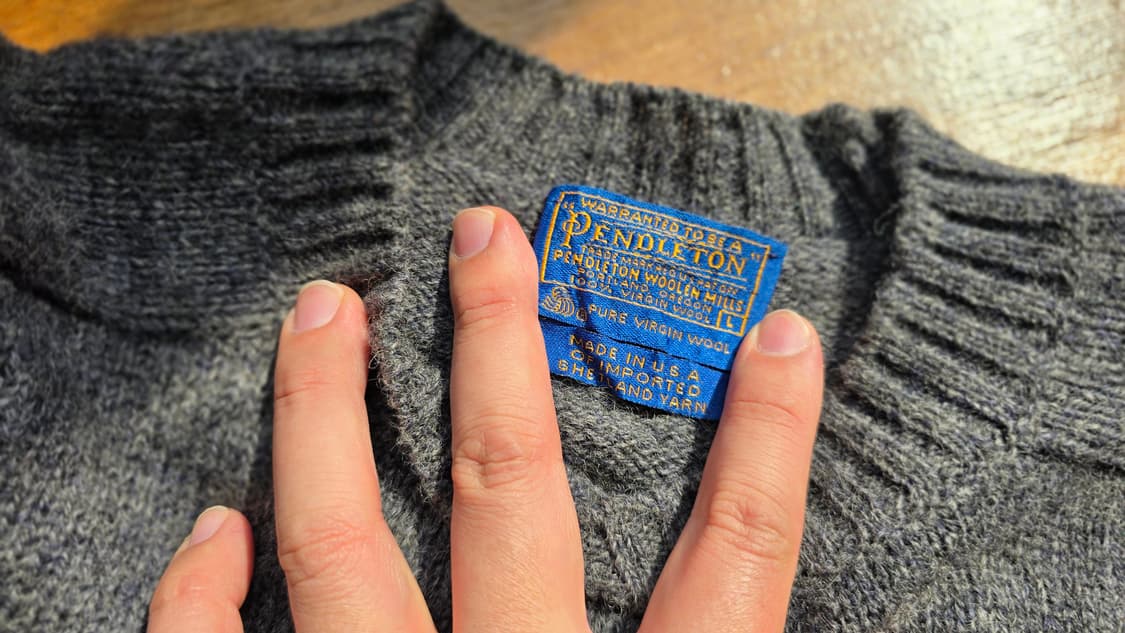 WARRANTED TO BE A
"PENDLETON"
TRADE MARK REG U.S. PAT. OFF.
PENDLETON WOOLEN MILLS
PORTLAND, OREGON
100% VIRGIN WOOL
L
PURE VIRGIN WOOL
MADE IN U.S.A
OF IMPORTED
SHETLAND YARN